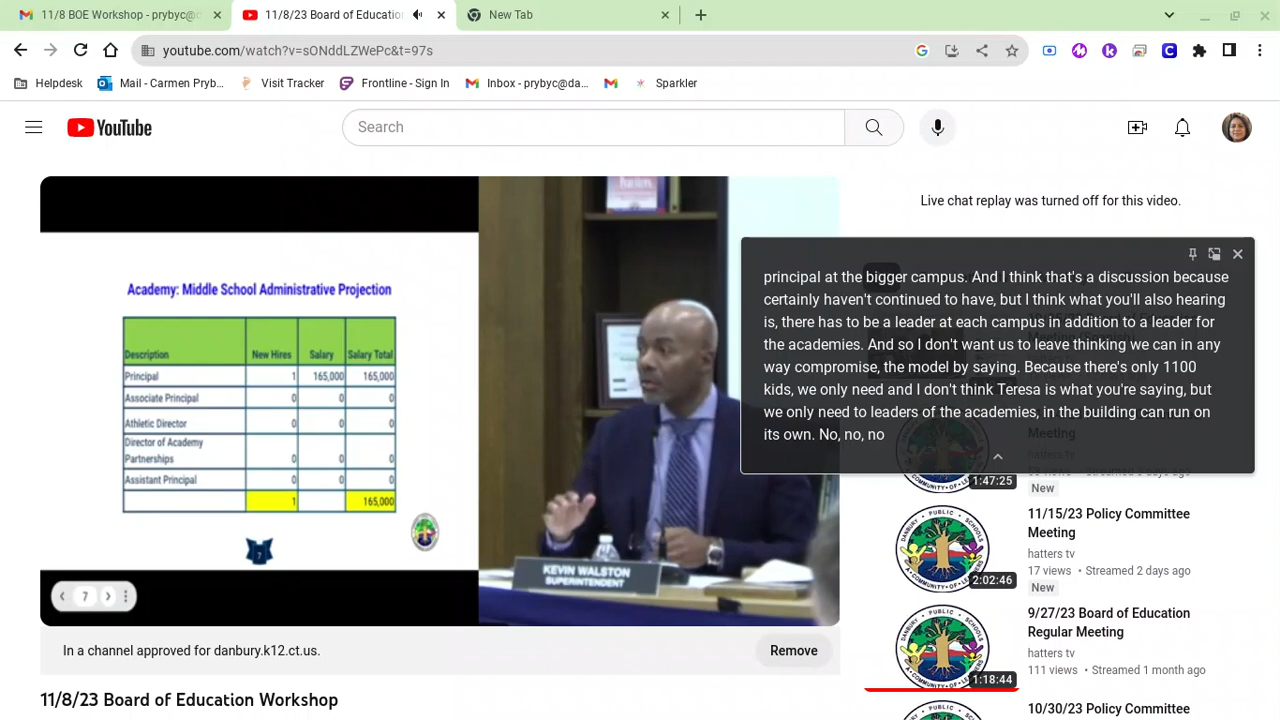 11/8 BOE Workshop - prybyc@d
11/8/23 Board of Education
New Tab
youtube.com/watch?v=sONddLZWePc&t=97s
Helpdesk
Mail - Carmen Pryb...
Visit Tracker
Frontline - Sign In
Inbox - prybyc@da...
Sparkler
YouTube
Search
Live chat replay was turned off for this video.
Academy: Middle School Administrative Projection
Description New Hires Salary Salary Total
Principal 1 165,000 165,000
Associate Principal 0 0 0
Athletic Director 0 0 0
Director of Academy
Partnerships 0 0 0
Assistant Principal 0 0 0
1 165,000
7
7
KEVIN WALSTON
SUPERINTENDENT
principal at the bigger campus. And I think that's a discussion because
certainly haven't continued to have, but I think what you'll also hearing
is, there has to be a leader at each campus in addition to a leader for
the academies. And so I don't want us to leave thinking we can in any
way compromise, the model by saying. Because there's only 1100
kids, we only need and I don't think Teresa is what you're saying, but
we only need to leaders of the academies, in the building can run on
its own. No, no, no
Meeting
hatters tv
1:47:25
New
11/15/23 Policy Committee
Meeting
hatters tv
17 views • Streamed 2 days ago
2:02:46
New
9/27/23 Board of Education
Regular Meeting
hatters tv
111 views • Streamed 1 month ago
1:18:44
10/30/23 Policy Committee
In a channel approved for danbury.k12.ct.us.
Remove
11/8/23 Board of Education Workshop